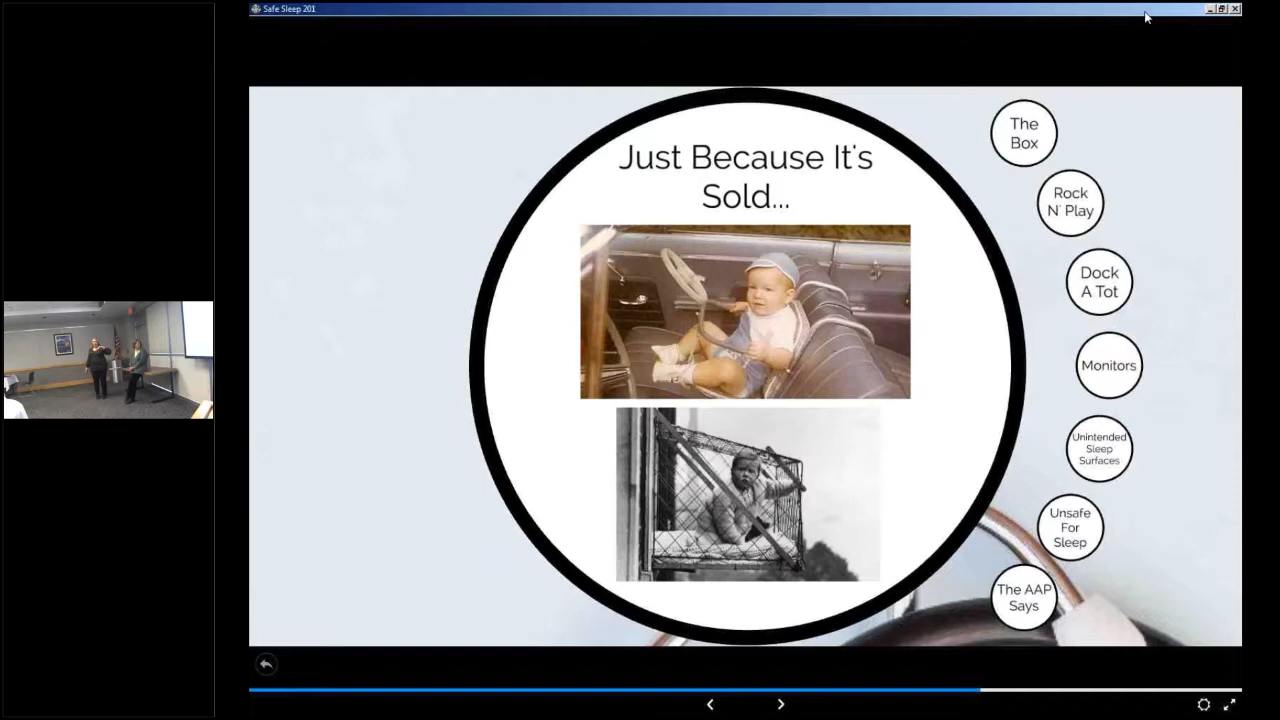 Safe Sleep 201
Just Because It's
Sold...
The
Box
Rock
N' Play
Dock
A Tot
Monitors
Unintended
Sleep
Surfaces
Unsafe
For
Sleep
The AAP
Says